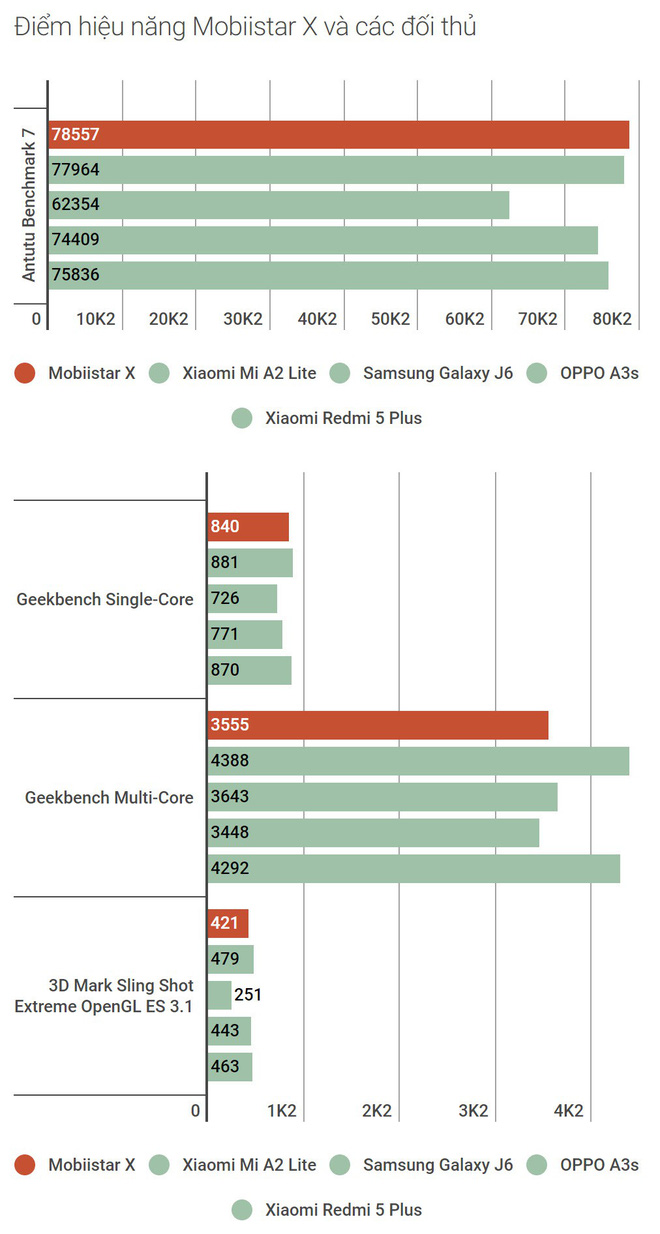 Điểm hiệu năng Mobiistar X và các đối thủ
Antutu Benchmark 7
78557
77964
62354
74409
75836
0 10K2 20K2 30K2 40K2 50K2 60K2 70K2 80K2
Mobiistar X Xiaomi Mi A2 Lite Samsung Galaxy J6 OPPO A3s
Xiaomi Redmi 5 Plus
Geekbench Single-Core
840
881
726
771
870
Geekbench Multi-Core
3555
4388
3643
3448
4292
3D Mark Sling Shot
Extreme OpenGL ES 3.1
421
479
251
443
463
0 1K2 2K2 3K2 4K2
Mobiistar X Xiaomi Mi A2 Lite Samsung Galaxy J6 OPPO A3s
Xiaomi Redmi 5 Plus